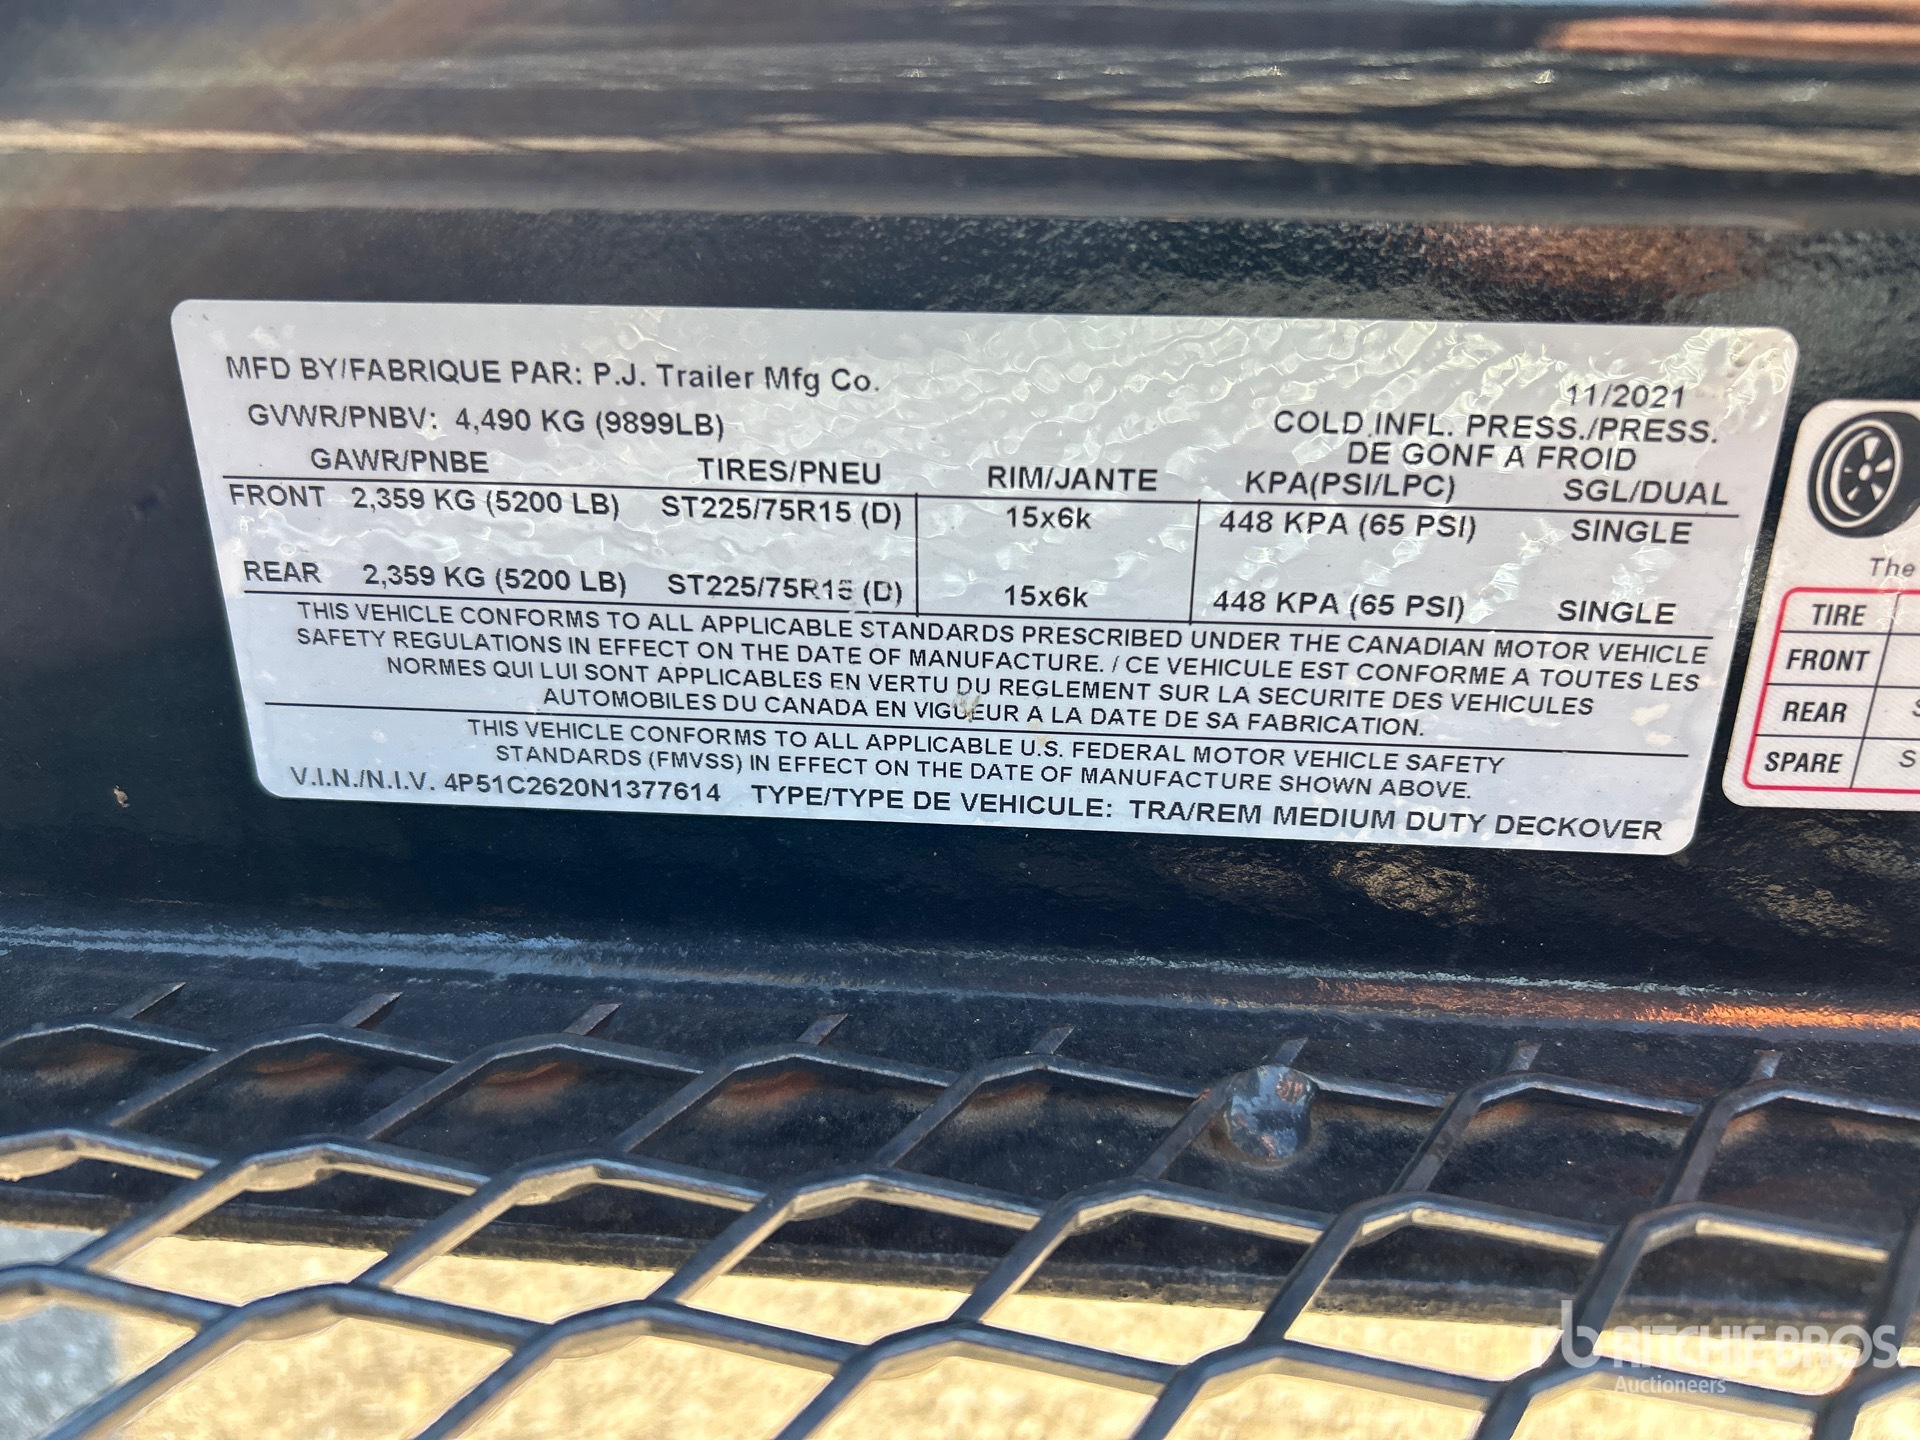 MFD BY/FABRIQUE PAR: P.J. Trailer Mfg Co.
11/2021
GVWR/PNBV: 4,490 KG (9899LB)
COLD INFL. PRESS./PRESS.
DE GONF A FROID
GAWR/PNBE TIRES/PNEU RIM/JANTE KPA(PSI/LPC) SGL/DUAL
FRONT 2,359 KG (5200 LB) ST225/75R15 (D) 15x6k 448 KPA (65 PSI) SINGLE
REAR 2,359 KG (5200 LB) ST225/75R15 (D) 15x6k 448 KPA (65 PSI) SINGLE
THIS VEHICLE CONFORMS TO ALL APPLICABLE STANDARDS PRESCRIBED UNDER THE CANADIAN MOTOR VEHICLE
SAFETY REGULATIONS IN EFFECT ON THE DATE OF MANUFACTURE. / CE VEHICULE EST CONFORME A TOUTES LES
NORMES QUI LUI SONT APPLICABLES EN VERTU DU REGLEMENT SUR LA SECURITE DES VEHICULES
AUTOMOBILES DU CANADA EN VIGUEUR A LA DATE DE SA FABRICATION.
THIS VEHICLE CONFORMS TO ALL APPLICABLE U.S. FEDERAL MOTOR VEHICLE SAFETY
STANDARDS (FMVSS) IN EFFECT ON THE DATE OF MANUFACTURE SHOWN ABOVE.
V.I.N./N.I.V. 4P51C2620N1377614 TYPE/TYPE DE VEHICULE: TRA/REM MEDIUM DUTY DECKOVER
The
TIRE
FRONT
REAR S
SPARE S
rb RITCHIE BROS.
Auctioneers